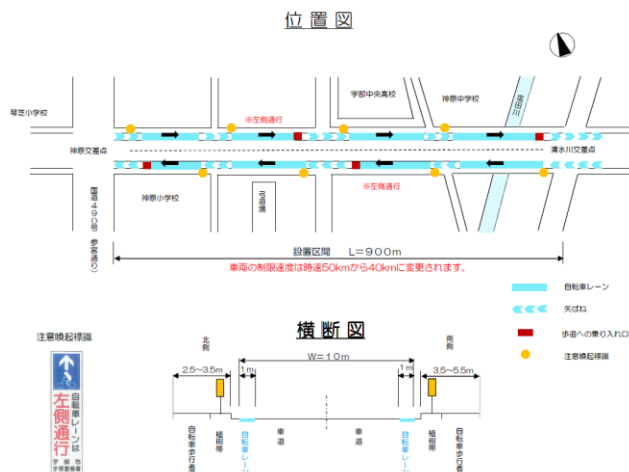 位置図
琴芝小学校
宇部中央高校
神原中学校
真締川
※左側通行
神原交差点
清水川交差点
国道490号(参宮通り)
神原小学校
弓道場
※左側通行
設置区間 L=900m
車両の制限速度は時速50kmから40kmに変更されます。
自転車レーン
矢ばね
歩道への乗り入れ口
注意喚起標識
注意喚起標識
自転車レーンは
左側通行
宇部市
宇部警察署
横断図
北側
南側
W=10m
2.5~3.5m
1m
1m
3.5~5.5m
自転車歩行者
植樹帯
自転車レーン
車道
車道
自転車レーン
植樹帯
自転車歩行者